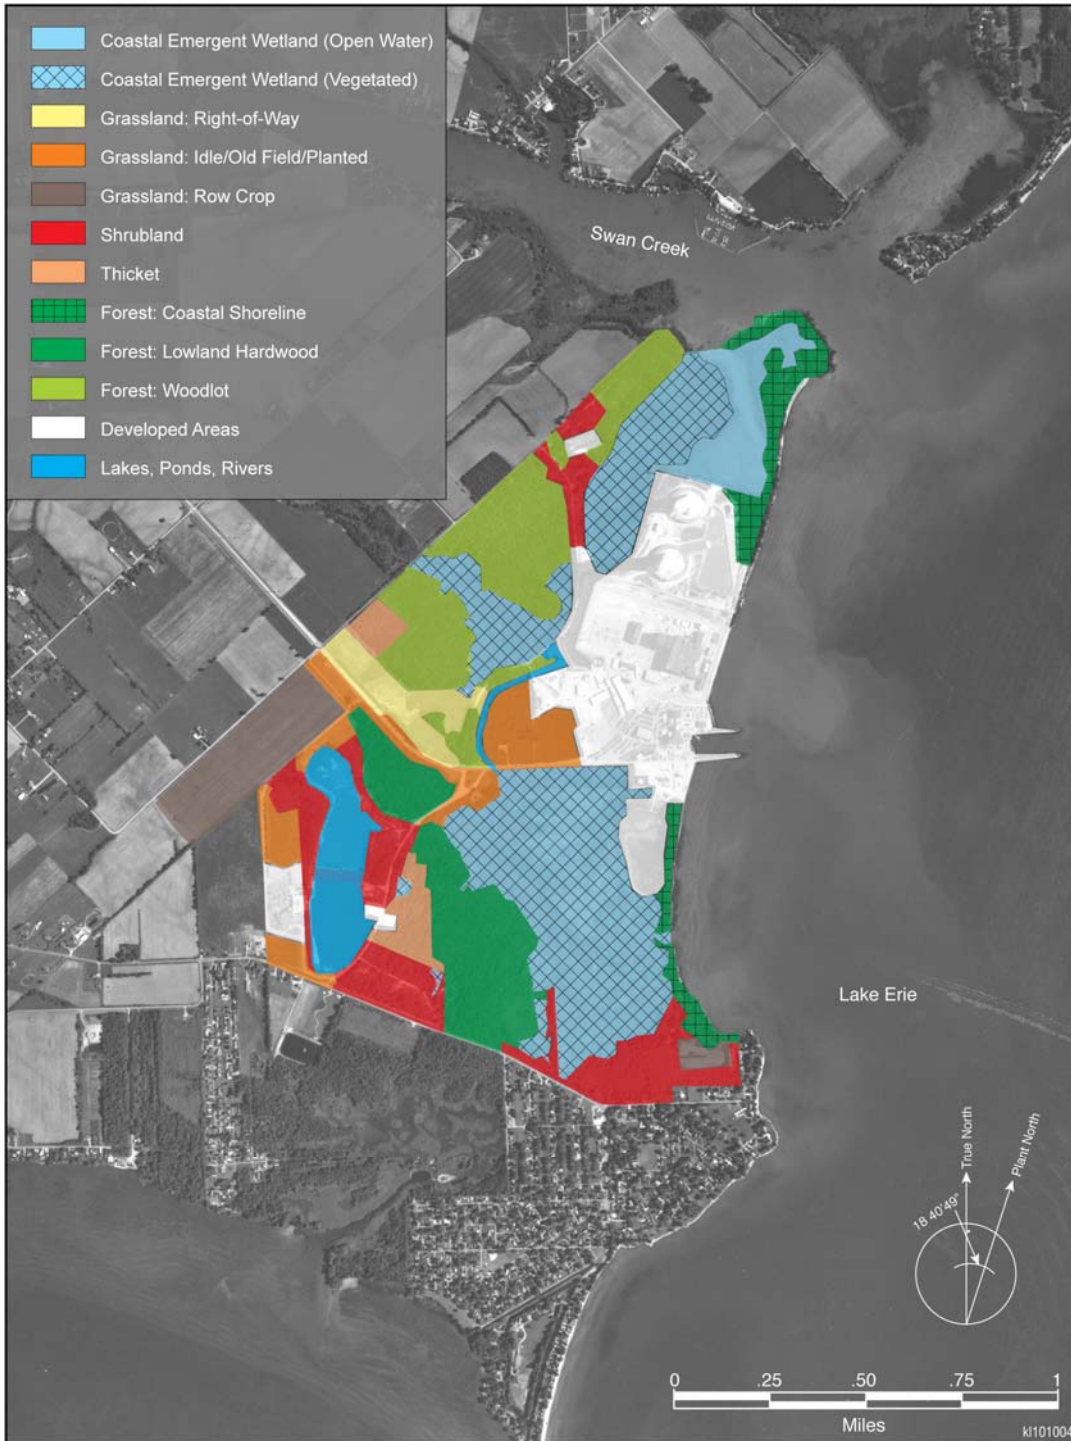 Coastal Emergent Wetland (Open Water)
Coastal Emergent Wetland (Vegetated)
Grassland: Right-of-Way
Grassland: Idle/Old Field/Planted
Grassland: Row Crop
Shrubland
Thicket
Forest: Coastal Shoreline
Forest: Lowland Hardwood
Forest: Woodlot
Developed Areas
Lakes, Ponds, Rivers
Swan Creek
Lake Erie
True North
Plant North
18 40'49"
0 .25 .50 .75 1
Miles
kl101004